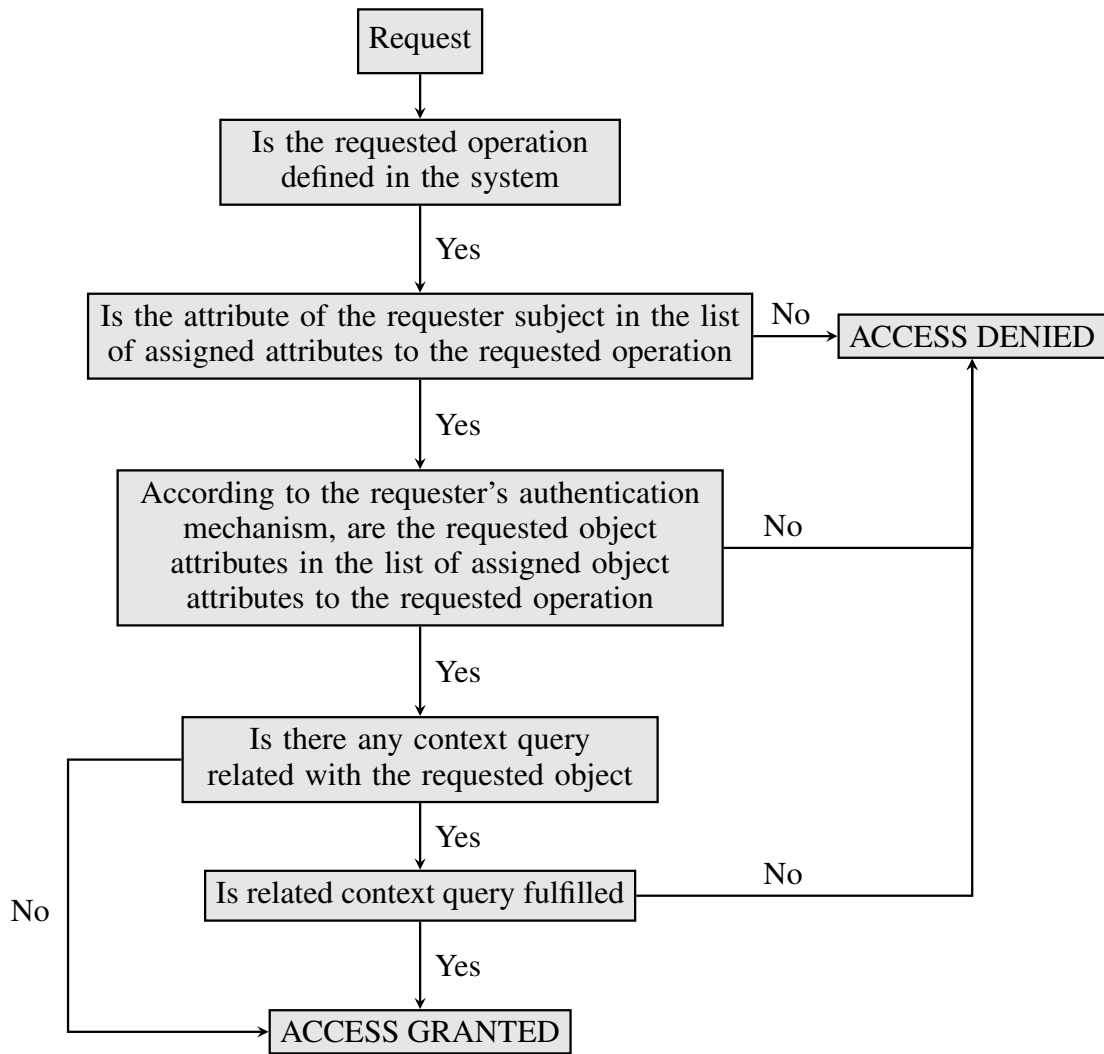 Request
Is the requested operation
defined in the system
Yes
Is the attribute of the requester subject in the list
of assigned attributes to the requested operation
No
ACCESS DENIED
Yes
According to the requester's authentication
mechanism, are the requested object
attributes in the list of assigned object
attributes to the requested operation
No
Yes
Is there any context query
related with the requested object
Yes
Is related context query fulfilled
No
No
Yes
ACCESS GRANTED